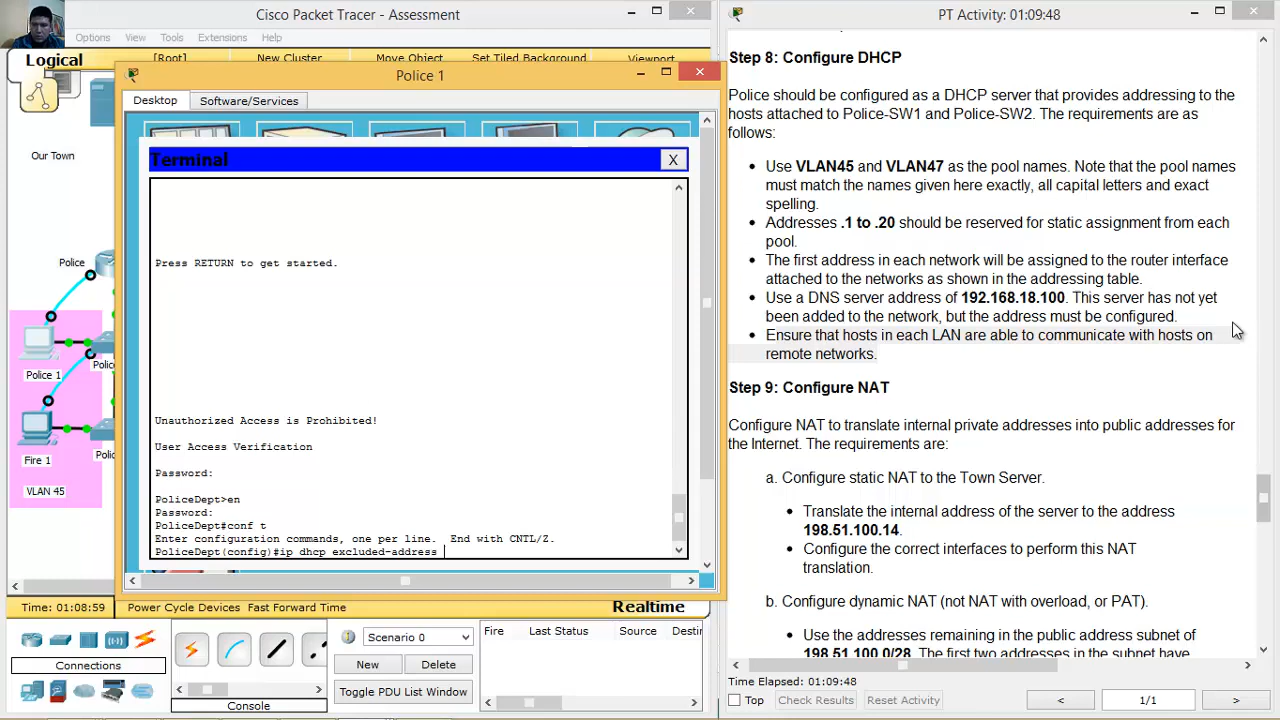 Cisco Packet Tracer - Assessment
Options View Tools Extensions Help
Logical [Root] New Cluster Move Object Set Tiled Background Viewport
Our Town
Police
Police 1
Fire 1
VLAN 45
Police 1
Desktop Software/Services
Terminal X
Press RETURN to get started.
Unauthorized Access is Prohibited!
User Access Verification
Password:
PoliceDept>en
Password:
PoliceDept#conf t
Enter configuration commands, one per line. End with CNTL/Z.
PoliceDept(config)#ip dhcp excluded-address
Time: 01:08:59 Power Cycle Devices Fast Forward Time Realtime
Connections
Scenario 0
New Delete
Toggle PDU List Window
Console
Fire Last Status Source Destin
PT Activity: 01:09:48
Step 8: Configure DHCP
Police should be configured as a DHCP server that provides addressing to the
hosts attached to Police-SW1 and Police-SW2. The requirements are as
follows:
• Use VLAN45 and VLAN47 as the pool names. Note that the pool names
must match the names given here exactly, all capital letters and exact
spelling.
• Addresses .1 to .20 should be reserved for static assignment from each
pool.
• The first address in each network will be assigned to the router interface
attached to the networks as shown in the addressing table.
• Use a DNS server address of 192.168.18.100. This server has not yet
been added to the network, but the address must be configured.
• Ensure that hosts in each LAN are able to communicate with hosts on
remote networks.
Step 9: Configure NAT
Configure NAT to translate internal private addresses into public addresses for
the Internet. The requirements are:
a. Configure static NAT to the Town Server.
• Translate the internal address of the server to the address
198.51.100.14.
• Configure the correct interfaces to perform this NAT
translation.
b. Configure dynamic NAT (not NAT with overload, or PAT).
• Use the addresses remaining in the public address subnet of
198.51.100.0/28. The first two addresses in the subnet have
Time Elapsed: 01:09:48
Top Check Results Reset Activity < 1/1 >